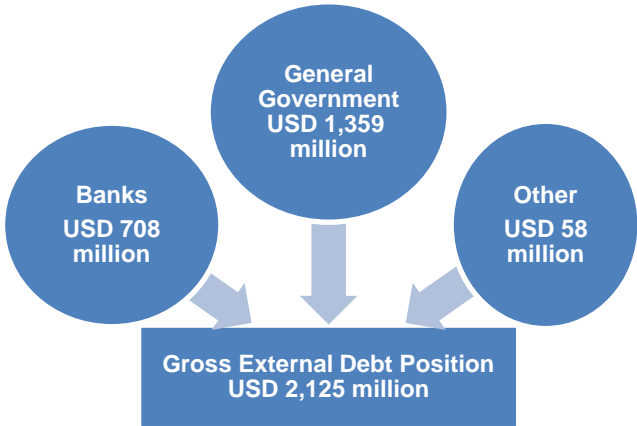 General
Government
USD 1,359
million
Banks
USD 708
million
Other
USD 58
million
Gross External Debt Position
USD 2,125 million